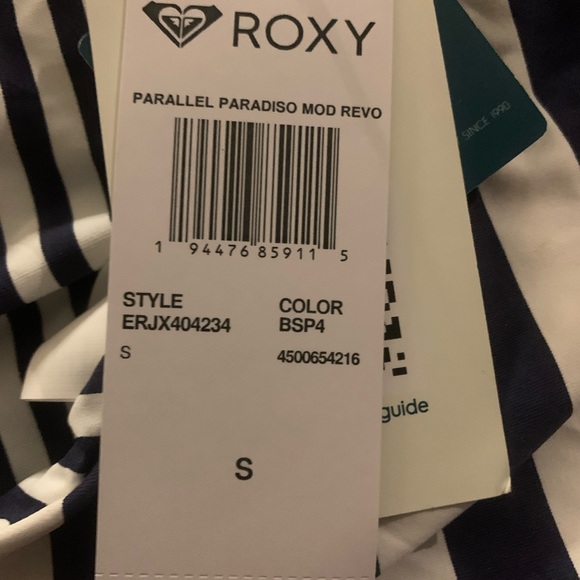 ROXY
PARALLEL PARADISO MOD REVO
1 94476 85911 5
STYLE
ERJX404234
COLOR
BSP4
S
4500654216
S
SINCE 1990
guide